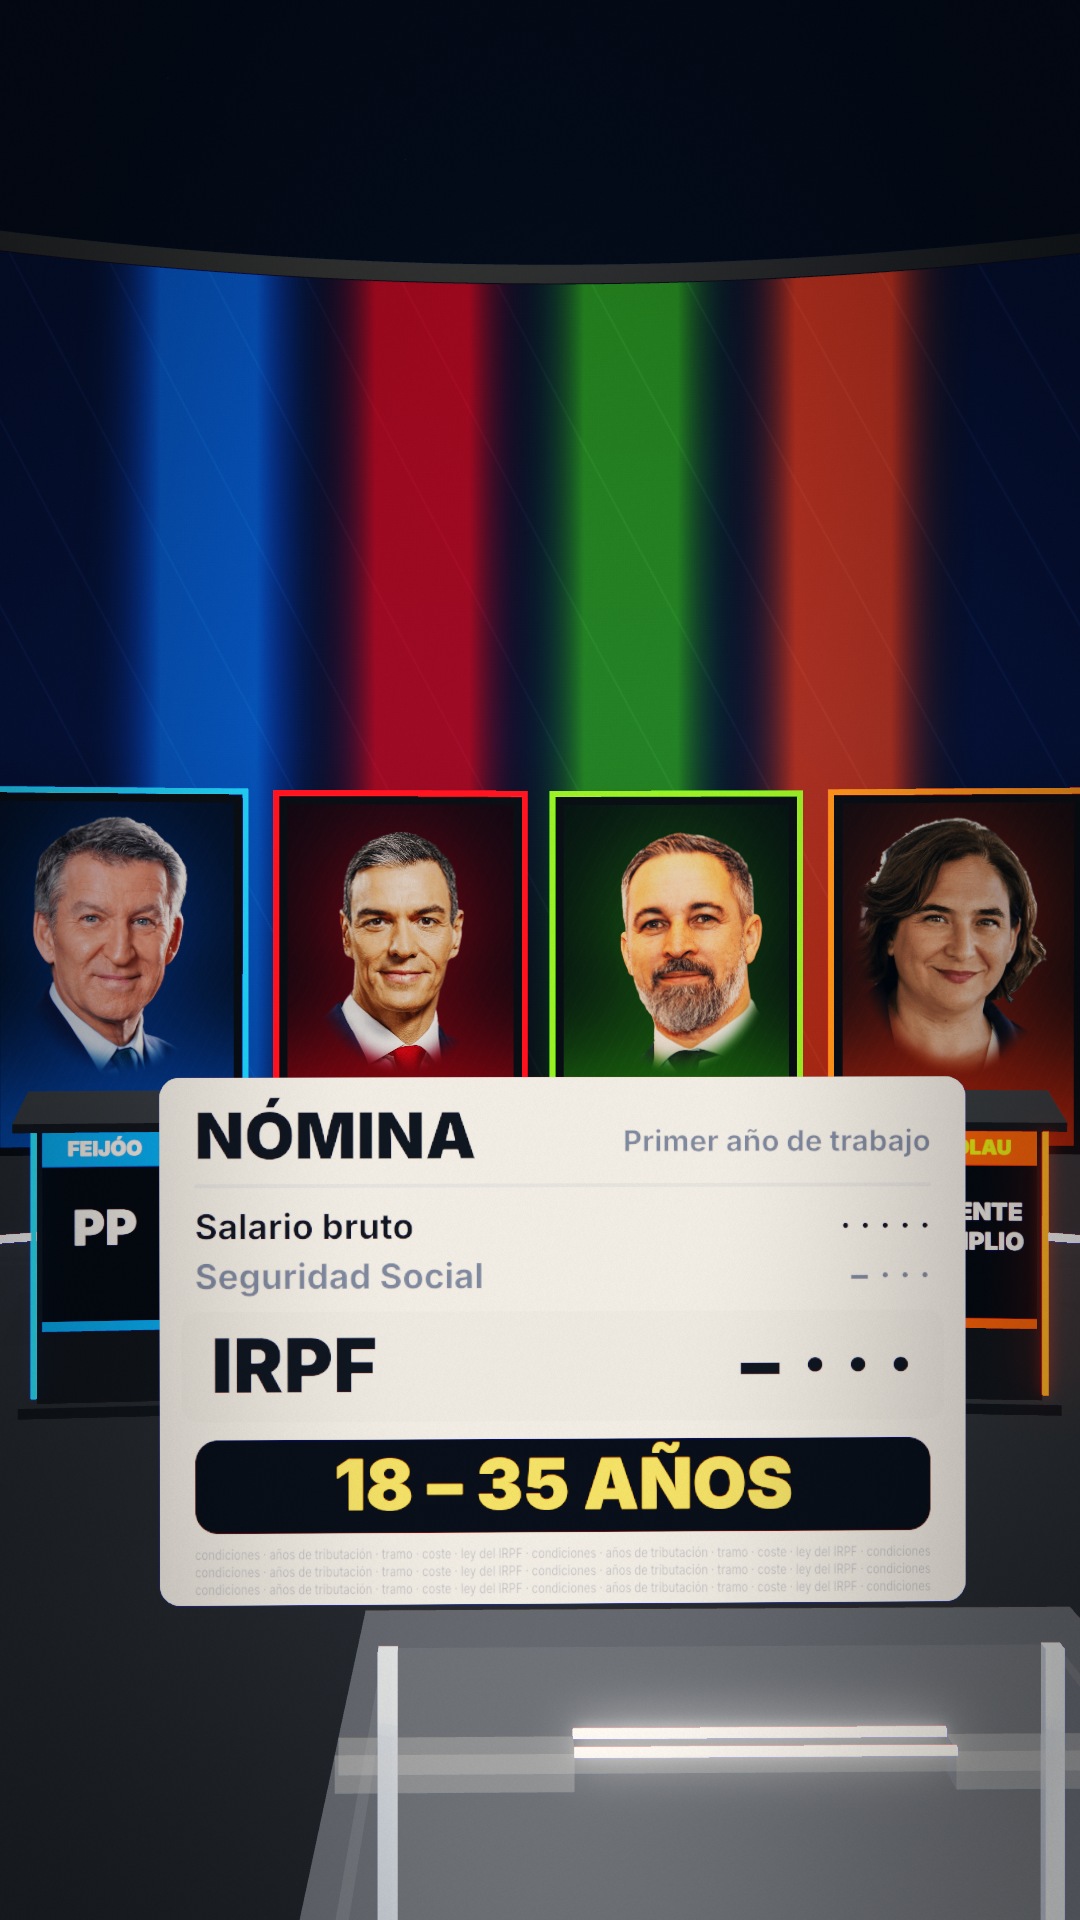 FEIJÓO
PP
OLAU
ENTE
MPLIO
NÓMINA
Primer año de trabajo
Salario bruto · · · · ·
Seguridad Social – · · ·
IRPF – · · ·
18 – 35 AÑOS
condiciones · años de tributación · tramo · coste · ley del IRPF · condiciones · años de tributación · tramo · coste · ley del IRPF · condiciones
condiciones · años de tributación · tramo · coste · ley del IRPF · condiciones · años de tributación · tramo · coste · ley del IRPF · condiciones
condiciones · años de tributación · tramo · coste · ley del IRPF · condiciones · años de tributación · tramo · coste · ley del IRPF · condiciones